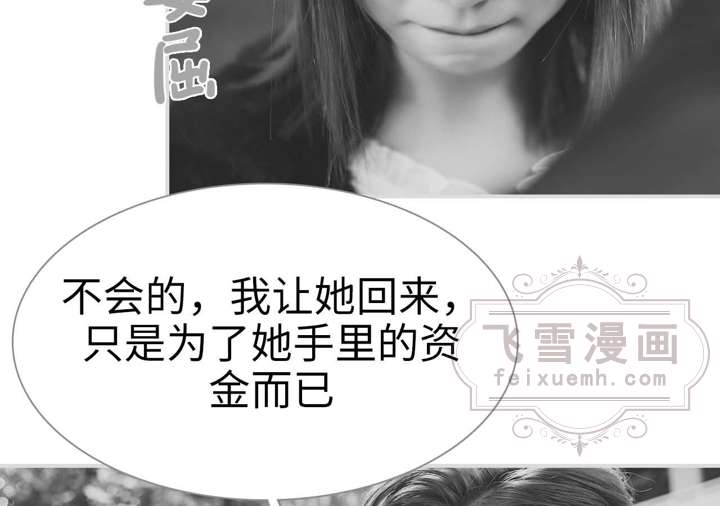 屈
不会的，我让她回来，
只是为了她手里的资
金而已
飞雪漫画
feixuemh.com